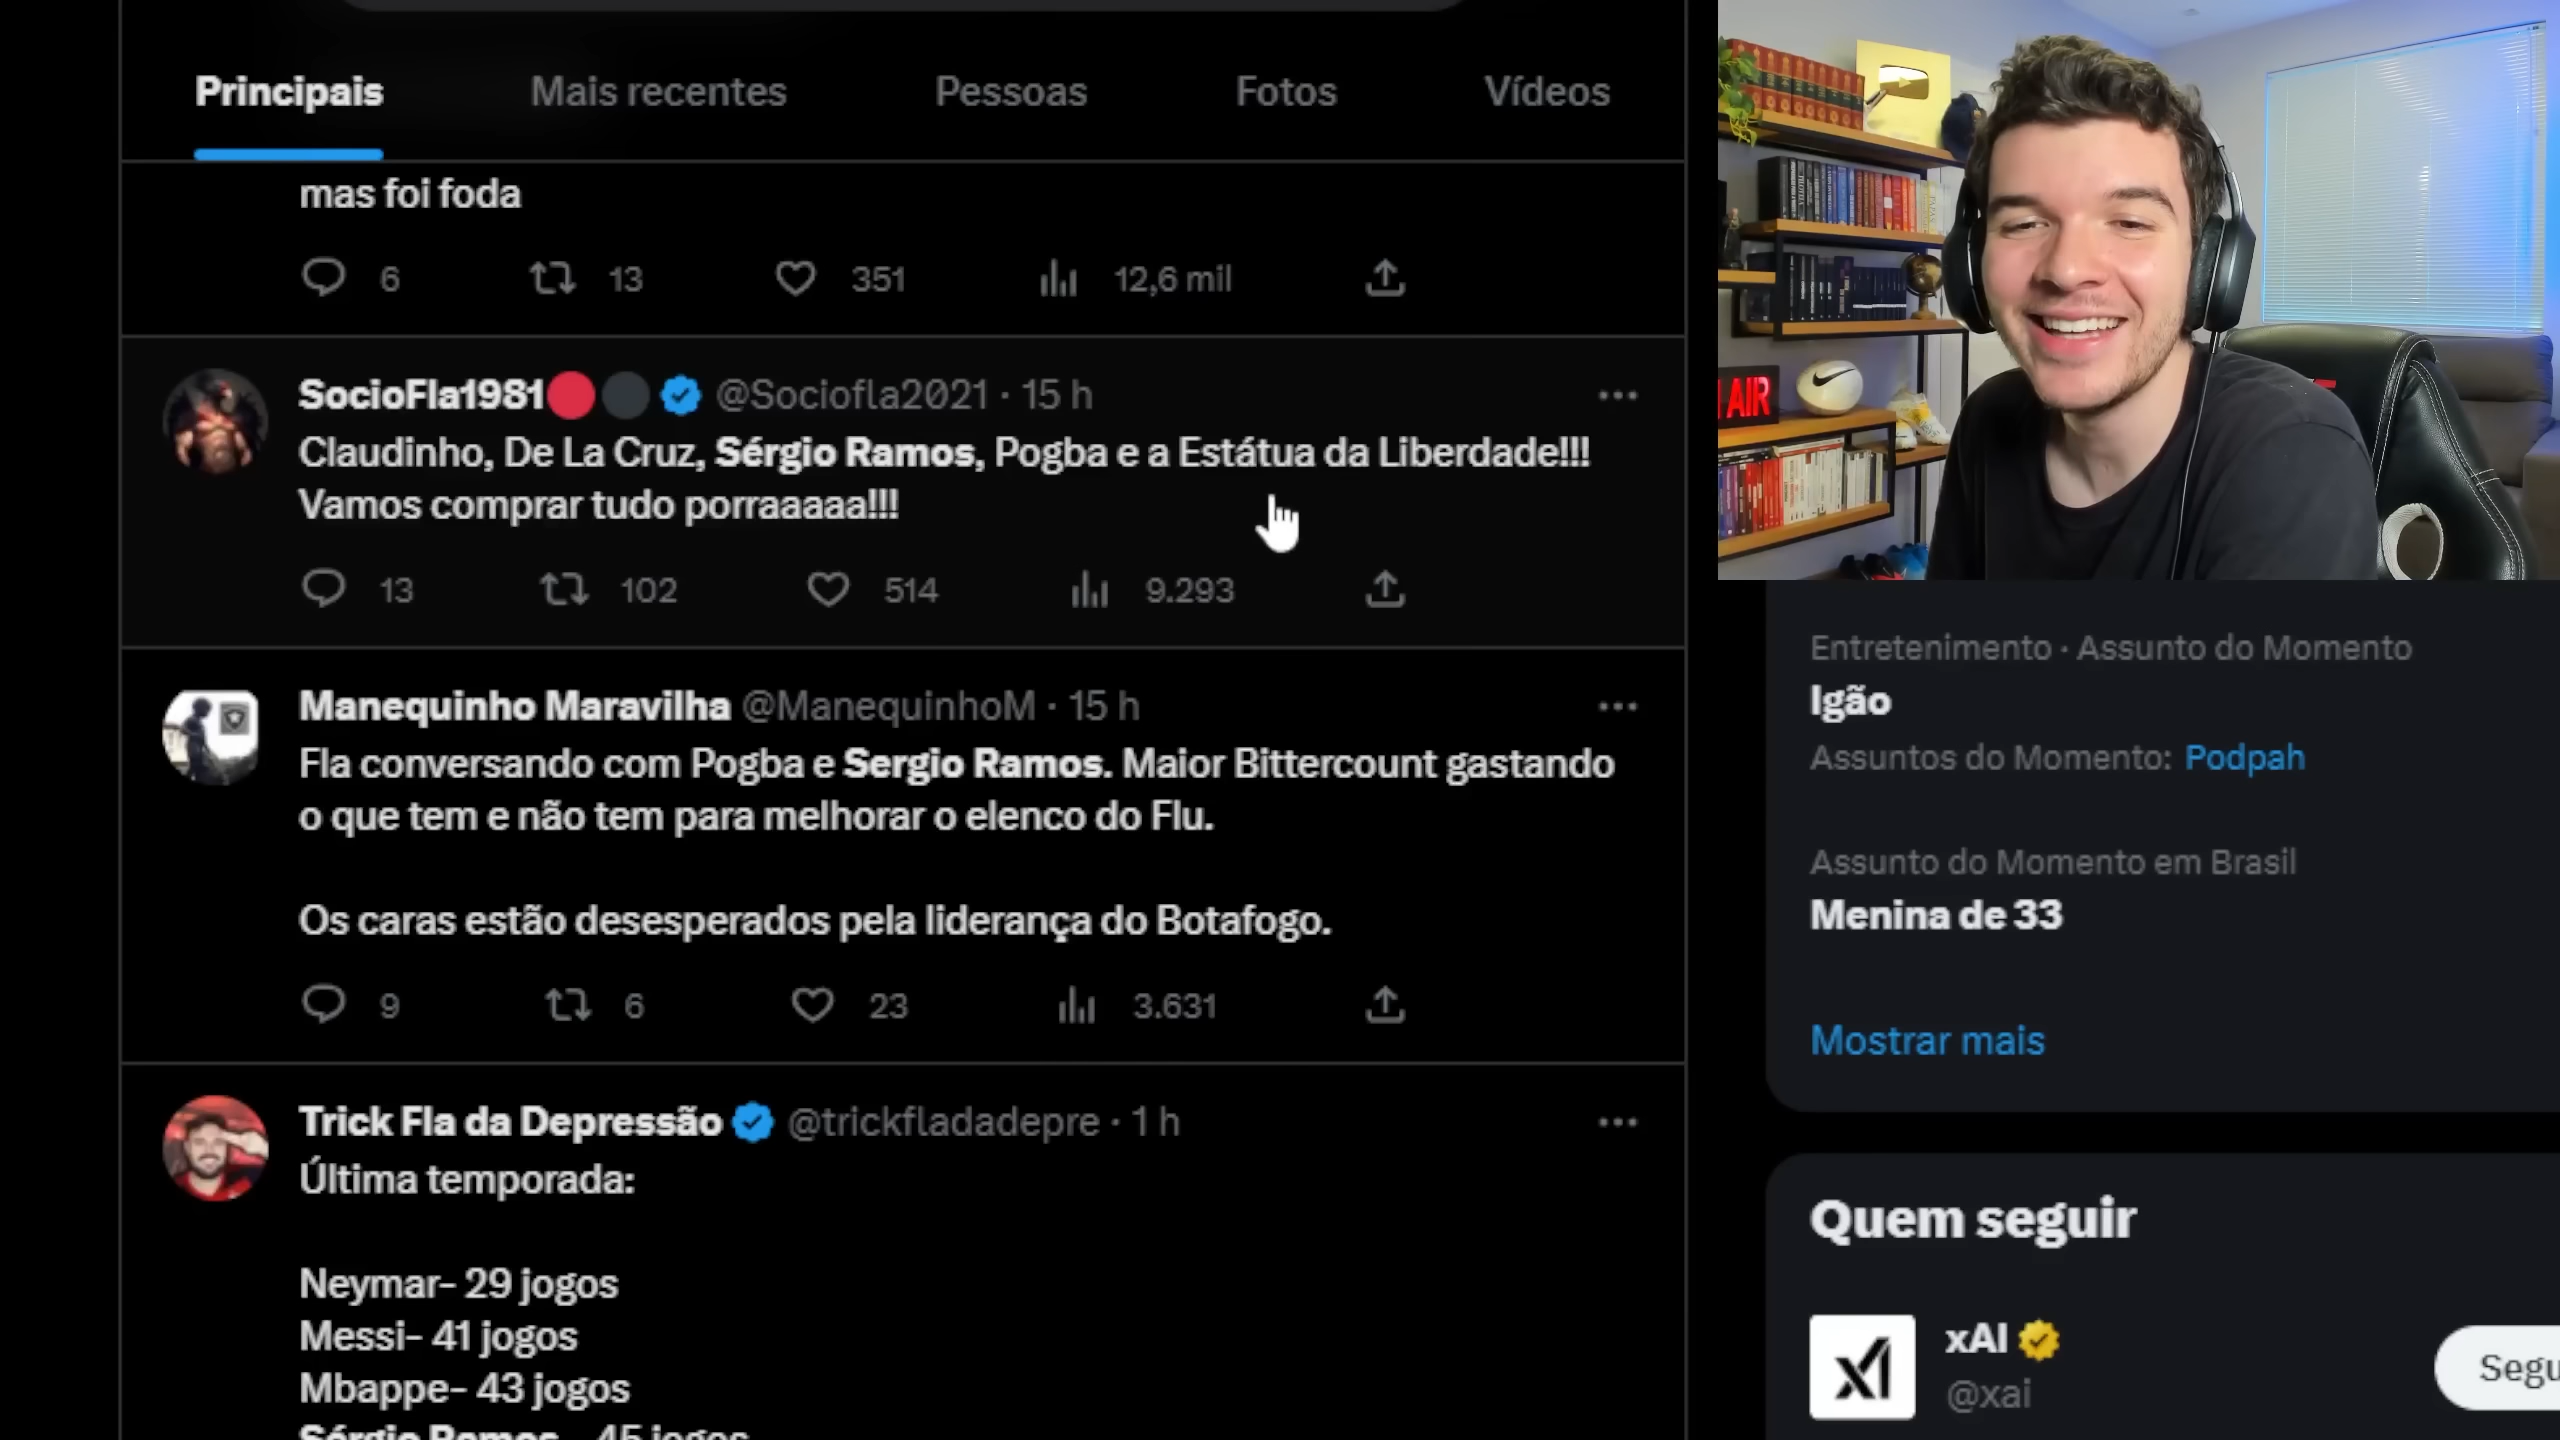 Principais
Mais recentes
Pessoas
Fotos
Vídeos
mas foi foda
6
13
351
12,6 mil
SocioFla1981 @Sociofla2021 · 15 h
Claudinho, De La Cruz, Sérgio Ramos, Pogba e a Estátua da Liberdade!!!
Vamos comprar tudo porraaaaa!!!
13
102
514
9.293
Manequinho Maravilha @ManequinhoM · 15 h
Fla conversando com Pogba e Sergio Ramos. Maior Bittercount gastando
o que tem e não tem para melhorar o elenco do Flu.
Os caras estão desesperados pela liderança do Botafogo.
9
6
23
3.631
Trick Fla da Depressão @trickfladadepre · 1 h
Última temporada:
Neymar- 29 jogos
Messi- 41 jogos
Mbappe- 43 jogos
Sérgio Ramos - 45 jogos
AIR
Entretenimento · Assunto do Momento
Igão
Assuntos do Momento: Podpah
Assunto do Momento em Brasil
Menina de 33
Mostrar mais
Quem seguir
xAI
@xai
Segu